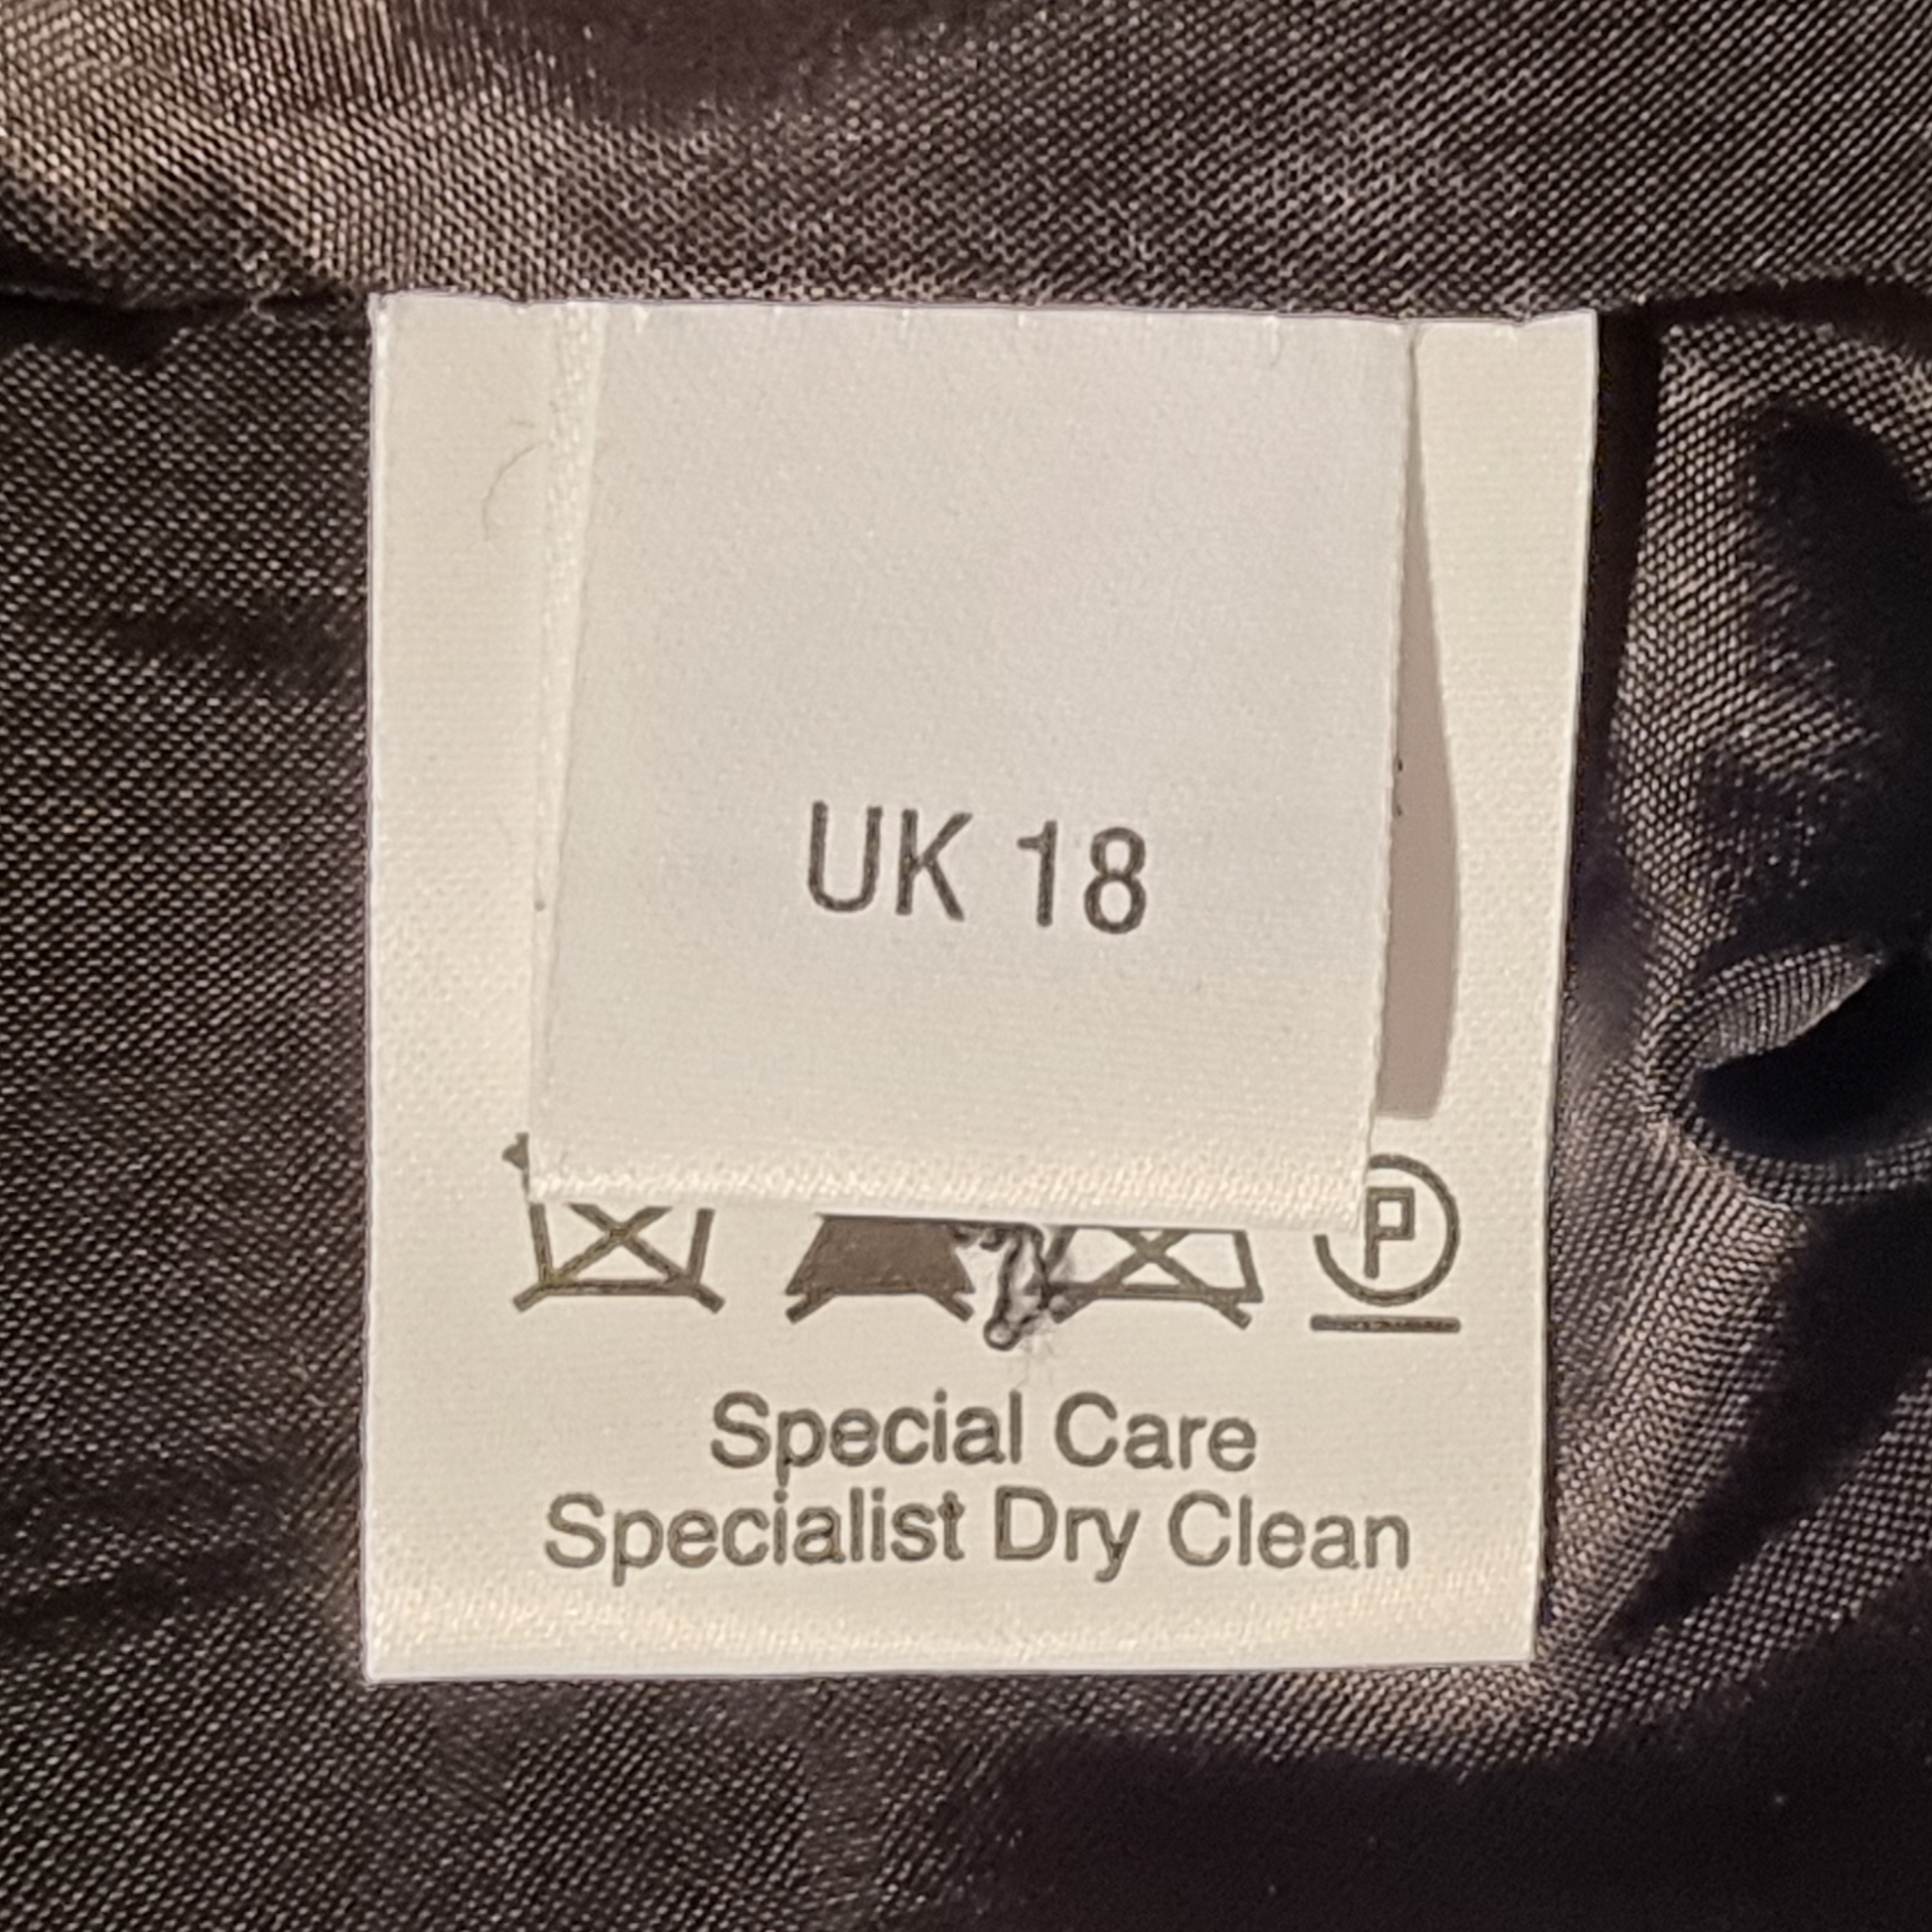 UK 18
P
Special Care
Specialist Dry Clean